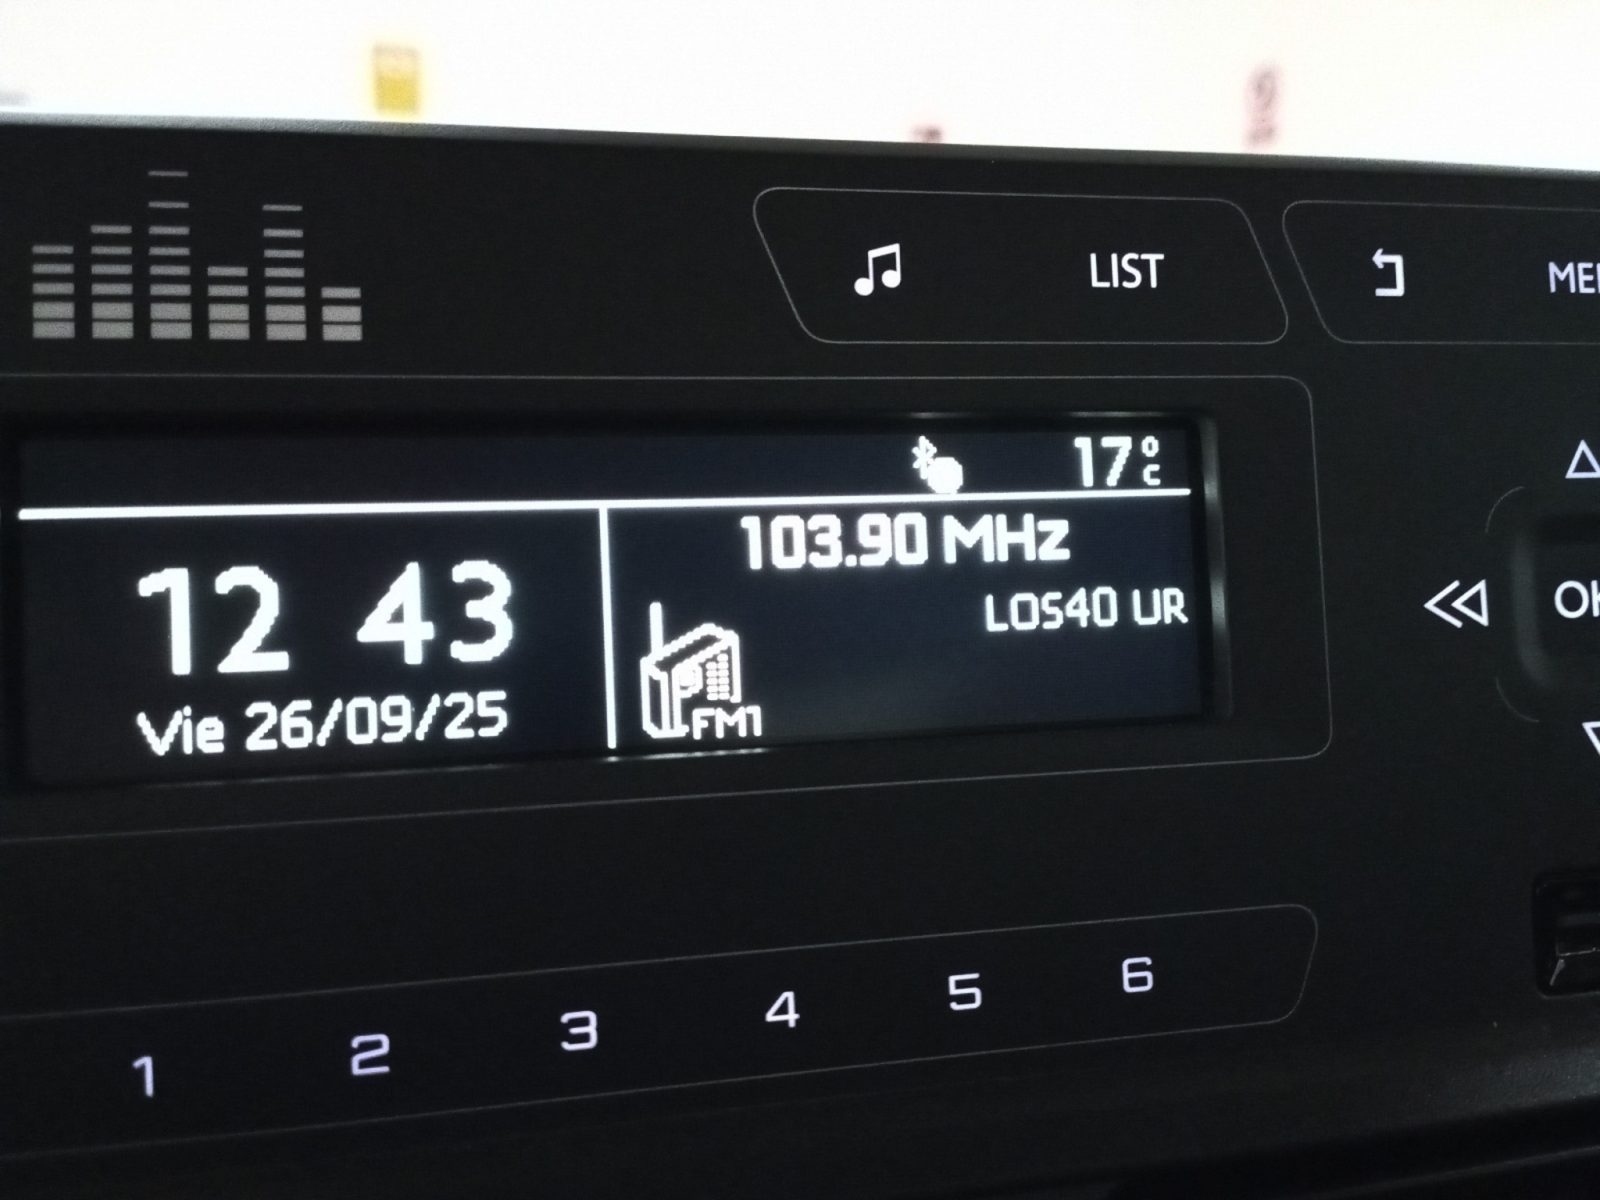 LIST
17°C
103.90 MHz
12 43
LOS40 UR
Vie 26/09/25
FM1
1 2 3 4 5 6